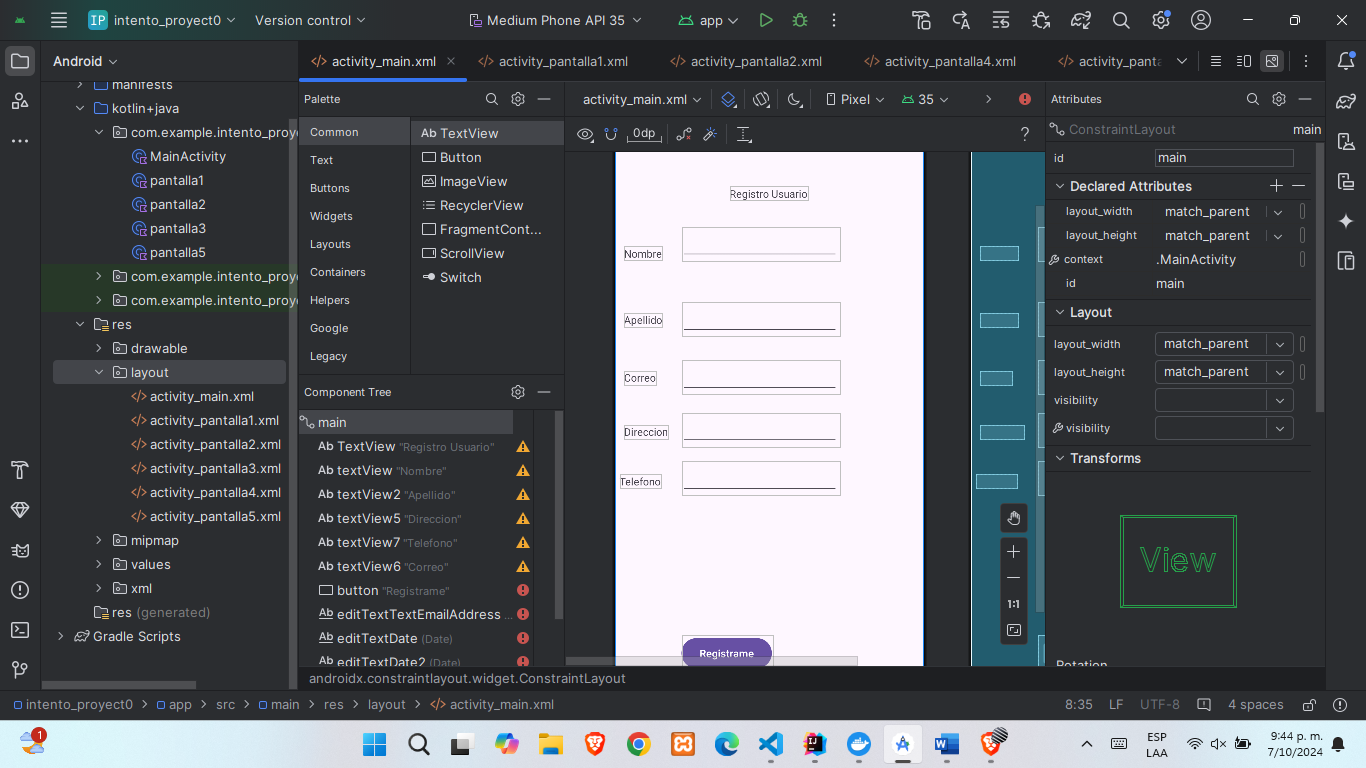 IP intento_proyect0 Version control Medium Phone API 35 app
Android
manifests
kotlin+java
com.example.intento_proye
MainActivity
pantalla1
pantalla2
pantalla3
pantalla5
com.example.intento_proye
com.example.intento_proye
res
drawable
layout
activity_main.xml
activity_pantalla1.xml
activity_pantalla2.xml
activity_pantalla3.xml
activity_pantalla4.xml
activity_pantalla5.xml
mipmap
values
xml
res (generated)
Gradle Scripts
activity_main.xml activity_pantalla1.xml activity_pantalla2.xml activity_pantalla4.xml activity_panta
Palette
Common
Text
Buttons
Widgets
Layouts
Containers
Helpers
Google
Legacy
Ab TextView
Button
ImageView
RecyclerView
FragmentCont...
ScrollView
Switch
Component Tree
main
Ab TextView "Registro Usuario"
Ab textView "Nombre"
Ab textView2 "Apellido"
Ab textView5 "Direccion"
Ab textView7 "Telefono"
Ab textView6 "Correo"
button "Registrame"
Ab editTextTextEmailAddress ...
Ab editTextDate (Date)
Ab editTextDate2 (Date)
activity_main.xml Pixel 35
0dp ?
Registro Usuario
Nombre
Apellido
Correo
Direccion
Telefono
Registrame
1:1
androidx.constraintlayout.widget.ConstraintLayout
Attributes
ConstraintLayout main
id main
Declared Attributes
layout_width match_parent
layout_height match_parent
context .MainActivity
id main
Layout
layout_width match_parent
layout_height match_parent
visibility
visibility
Transforms
View
Rotation
intento_proyect0 app src main res layout activity_main.xml 8:35 LF UTF-8 4 spaces
1
ESP
LAA
9:44 p. m.
7/10/2024